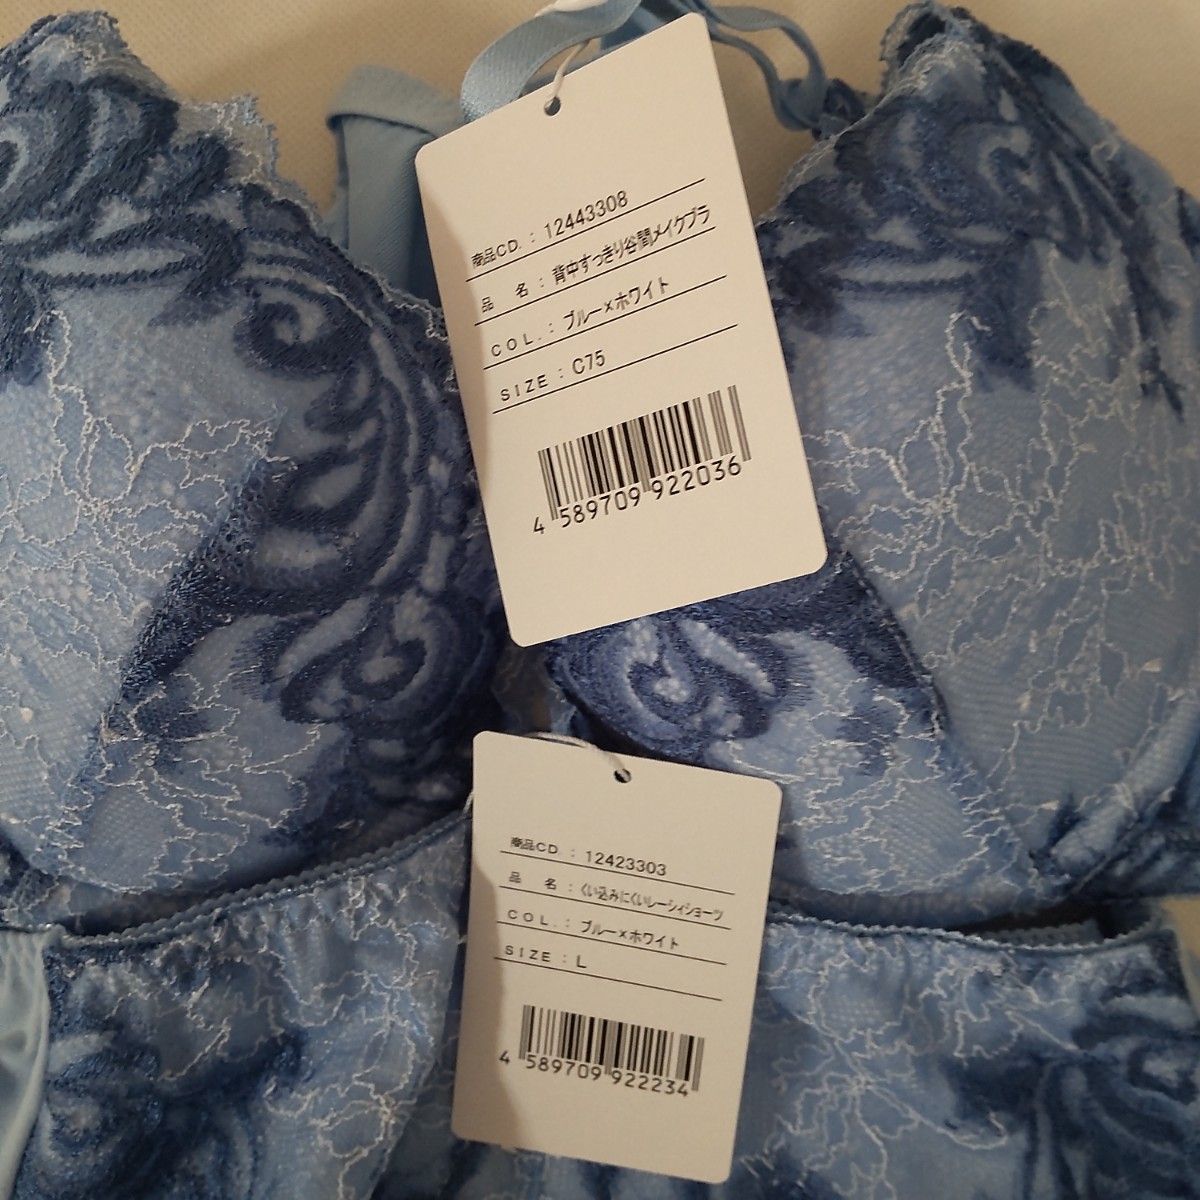 商品CD. : 12443308
品 名 : 背中すっきり谷間メイクブラ
COL. : ブルー×ホワイト
SIZE : C75
4 589709 922036
商品CD. : 12423303
品 名 : くい込みにくいレーシィショーツ
COL. : ブルー×ホワイト
SIZE : L
4 589709 922234